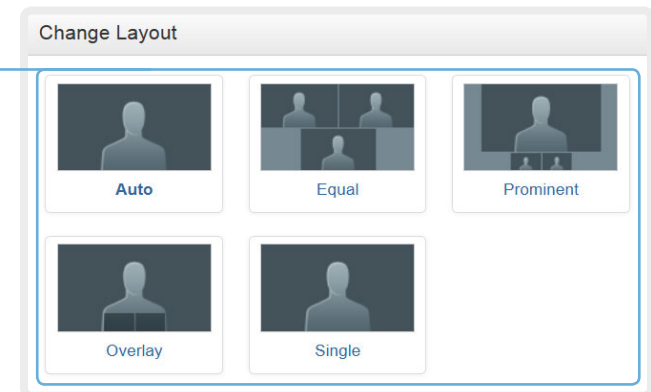 Change Layout
Auto
Equal
Prominent
Overlay
Single